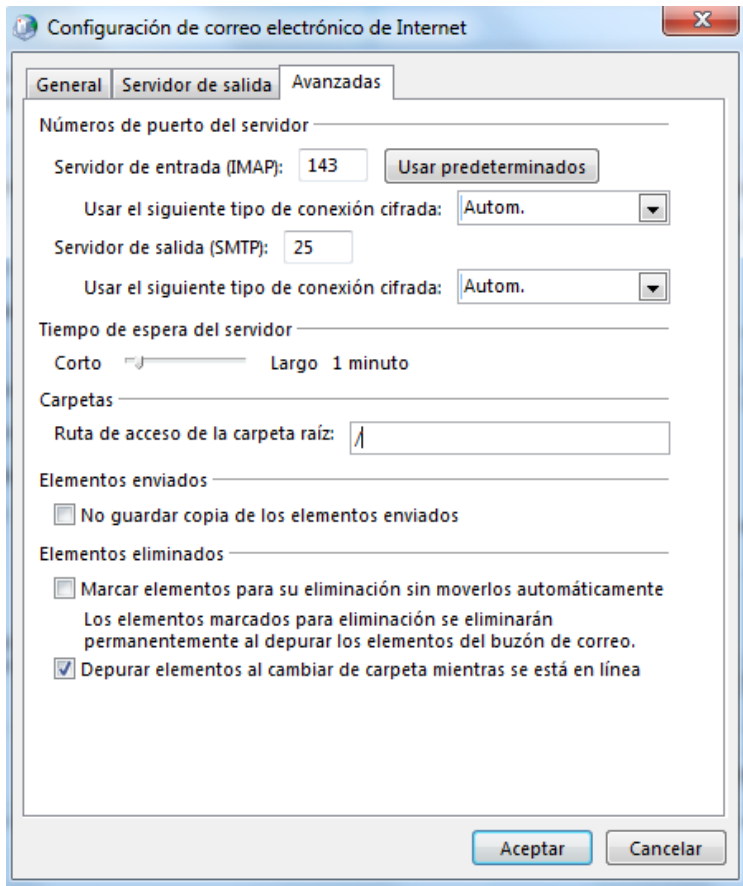 Configuración de correo electrónico de Internet
General Servidor de salida Avanzadas
Números de puerto del servidor
Servidor de entrada (IMAP): 143 Usar predeterminados
Usar el siguiente tipo de conexión cifrada: Autom.
Servidor de salida (SMTP): 25
Usar el siguiente tipo de conexión cifrada: Autom.
Tiempo de espera del servidor
Corto Largo 1 minuto
Carpetas
Ruta de acceso de la carpeta raíz: /
Elementos enviados
No guardar copia de los elementos enviados
Elementos eliminados
Marcar elementos para su eliminación sin moverlos automáticamente
Los elementos marcados para eliminación se eliminarán
permanentemente al depurar los elementos del buzón de correo.
Depurar elementos al cambiar de carpeta mientras se está en línea
Aceptar Cancelar